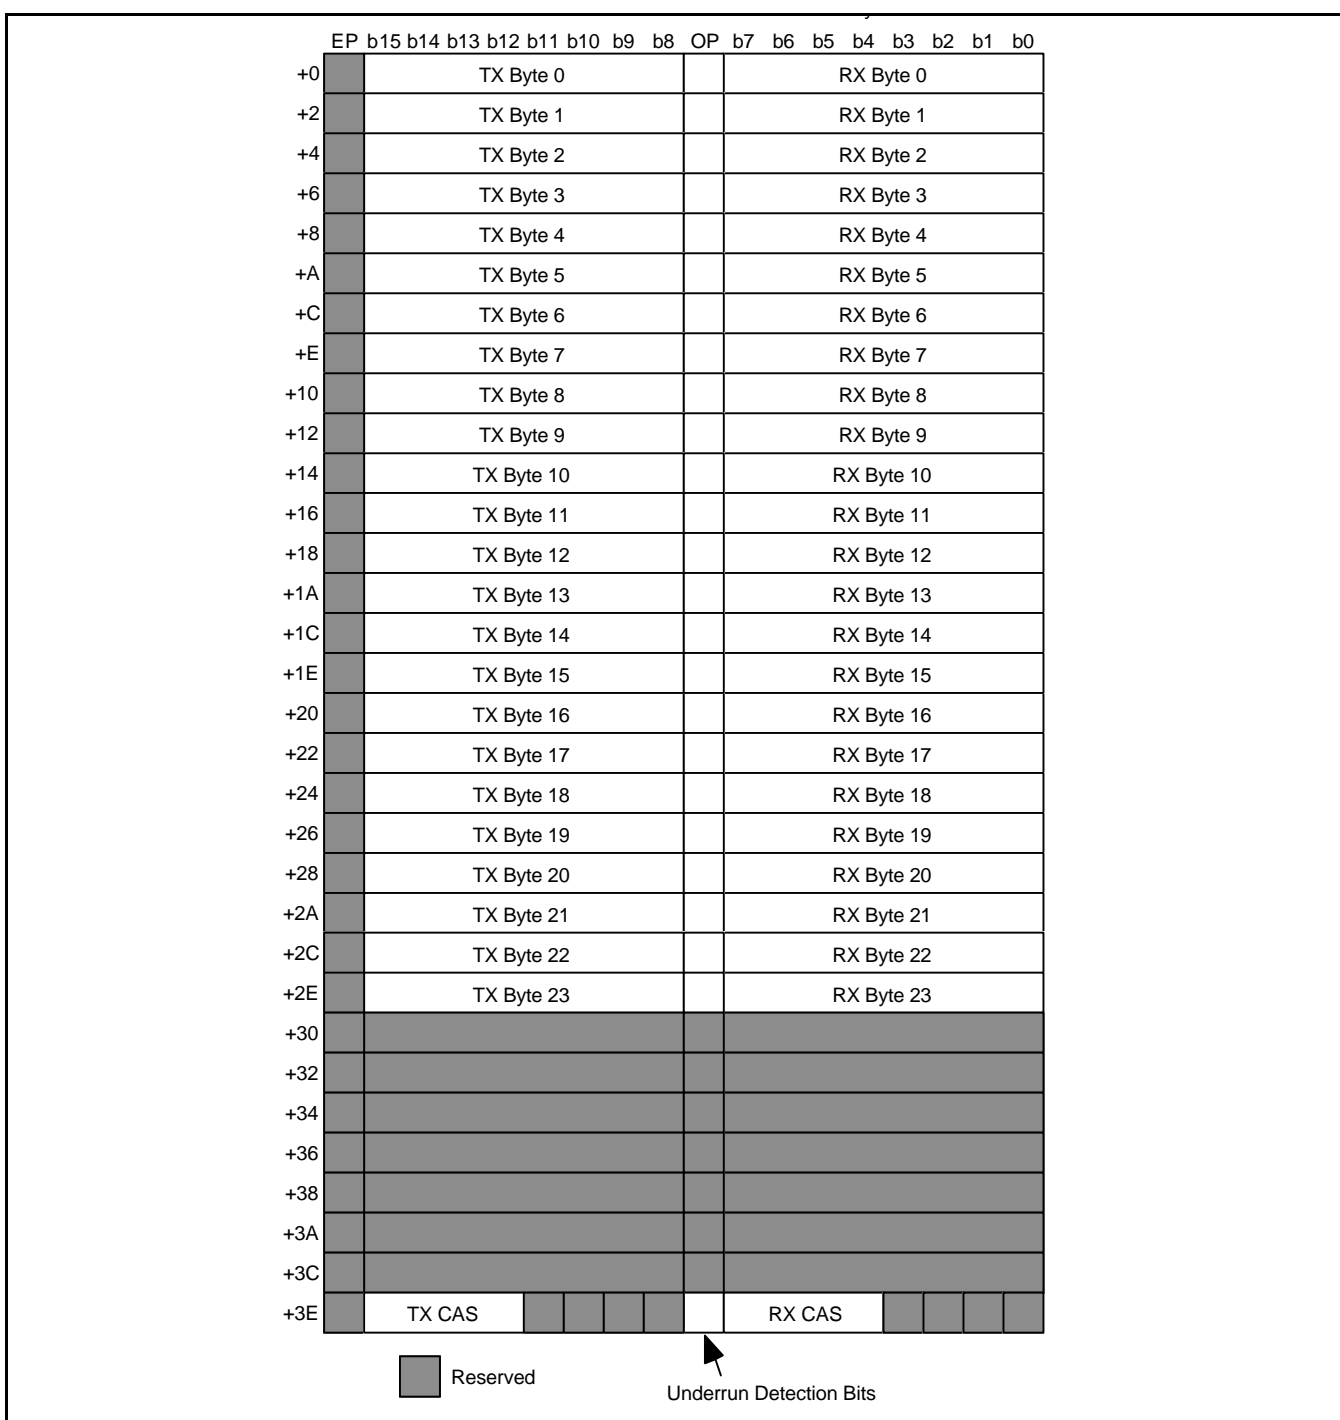 EP b15 b14 b13 b12 b11 b10 b9 b8 OP b7 b6 b5 b4 b3 b2 b1 b0
+0 TX Byte 0 RX Byte 0
+2 TX Byte 1 RX Byte 1
+4 TX Byte 2 RX Byte 2
+6 TX Byte 3 RX Byte 3
+8 TX Byte 4 RX Byte 4
+A TX Byte 5 RX Byte 5
+C TX Byte 6 RX Byte 6
+E TX Byte 7 RX Byte 7
+10 TX Byte 8 RX Byte 8
+12 TX Byte 9 RX Byte 9
+14 TX Byte 10 RX Byte 10
+16 TX Byte 11 RX Byte 11
+18 TX Byte 12 RX Byte 12
+1A TX Byte 13 RX Byte 13
+1C TX Byte 14 RX Byte 14
+1E TX Byte 15 RX Byte 15
+20 TX Byte 16 RX Byte 16
+22 TX Byte 17 RX Byte 17
+24 TX Byte 18 RX Byte 18
+26 TX Byte 19 RX Byte 19
+28 TX Byte 20 RX Byte 20
+2A TX Byte 21 RX Byte 21
+2C TX Byte 22 RX Byte 22
+2E TX Byte 23 RX Byte 23
+30
+32
+34
+36
+38
+3A
+3C
+3E TX CAS RX CAS
Reserved
Underrun Detection Bits